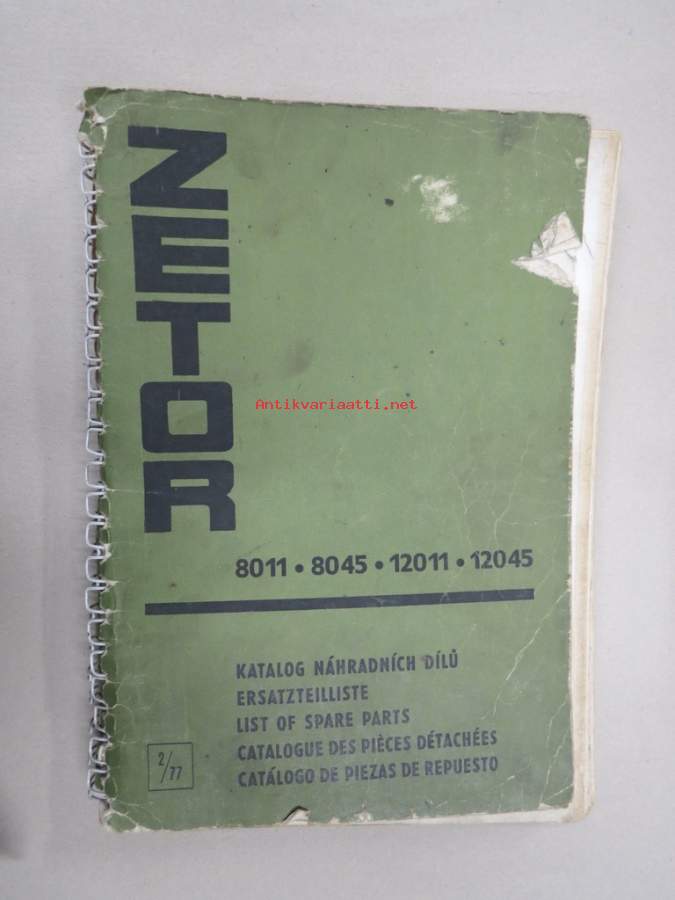 ZETOR
Antikvariaatti.net
8011 • 8045 • 12011 • 12045
KATALOG NÁHRADNÍCH DÍLŮ
ERSATZTEILLISTE
LIST OF SPARE PARTS
CATALOGUE DES PIÈCES DÉTACHÉES
CATÁLOGO DE PIEZAS DE REPUESTO
2/77